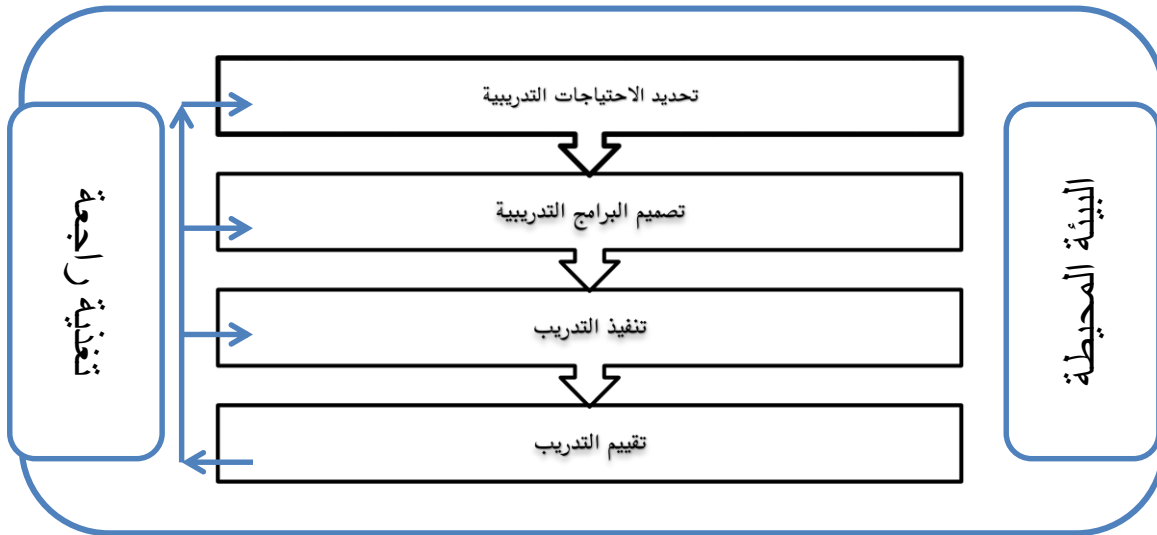 تحديد الاحتياجات التدريبية
تصميم البرامج التدريبية
تنفيذ التدريب
تقييم التدريب
البيئة المحيطة
تغذية راجعة